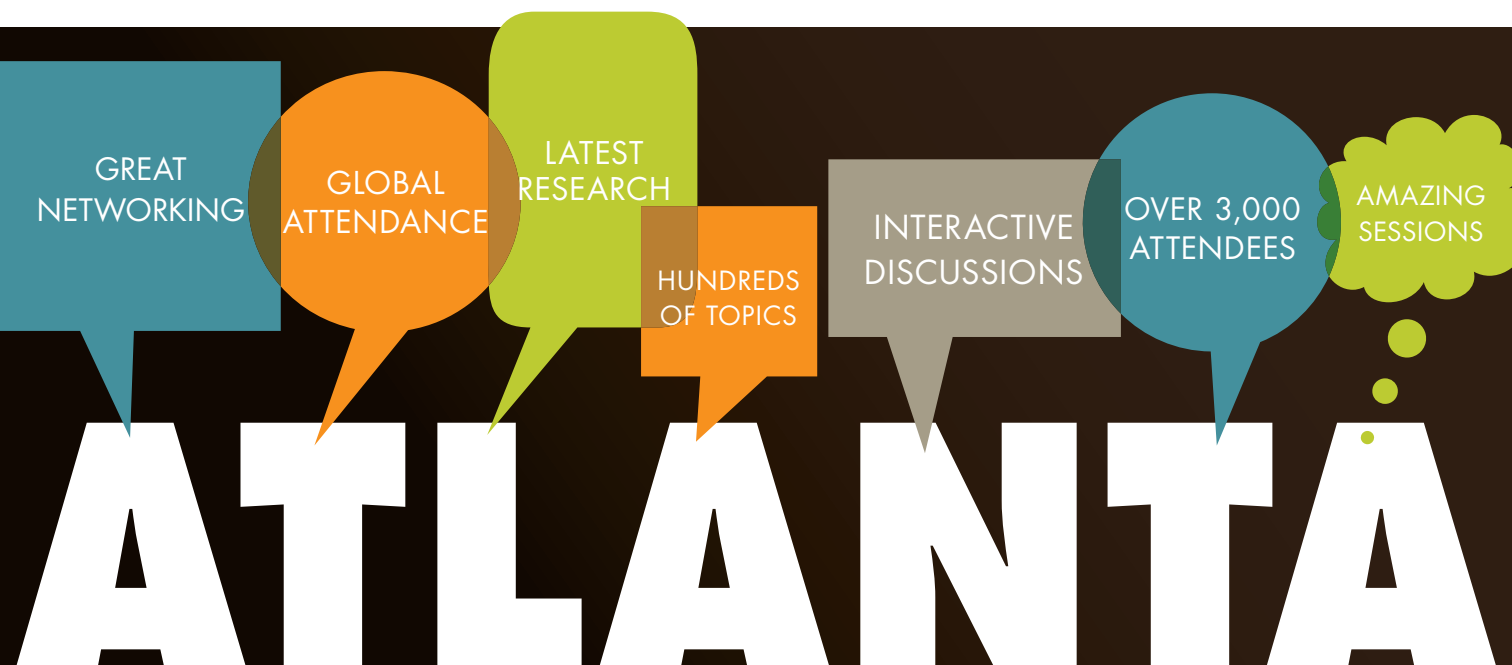 GREAT
NETWORKING
GLOBAL
ATTENDANCE
LATEST
RESEARCH
HUNDREDS
OF TOPICS
INTERACTIVE
DISCUSSIONS
OVER 3,000
ATTENDEES
AMAZING
SESSIONS
ATLANTA